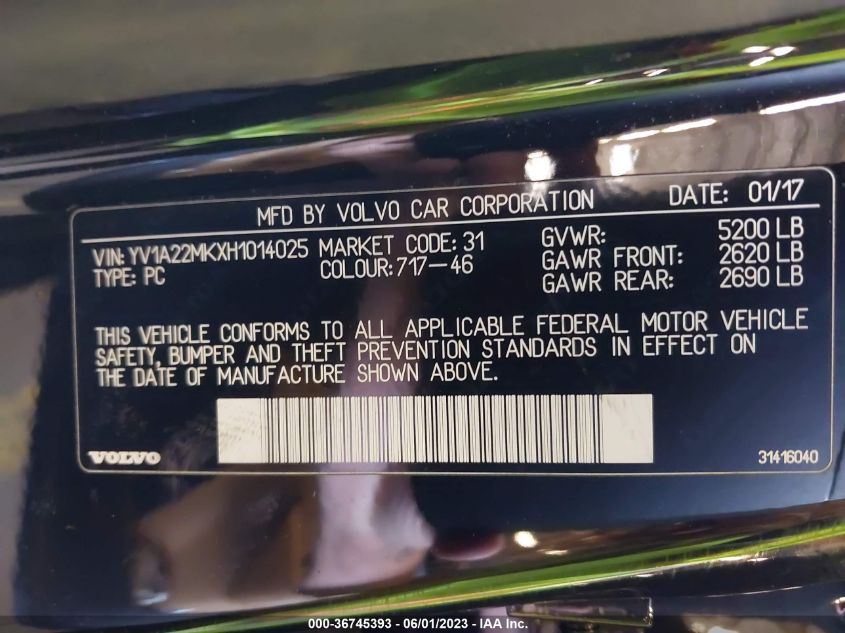 MFD BY VOLVO CAR CORPORATION DATE: 01/17
VIN: YV1A22MKXH1014025 MARKET CODE: 31 GVWR: 5200 LB
TYPE: PC COLOUR: 717-46 GAWR FRONT: 2620 LB
GAWR REAR: 2690 LB
THIS VEHICLE CONFORMS TO ALL APPLICABLE FEDERAL MOTOR VEHICLE
SAFETY, BUMPER AND THEFT PREVENTION STANDARDS IN EFFECT ON
THE DATE OF MANUFACTURE SHOWN ABOVE.
VOLVO 31416040
000-36745393 / 06/01/2023 - IAA Inc.